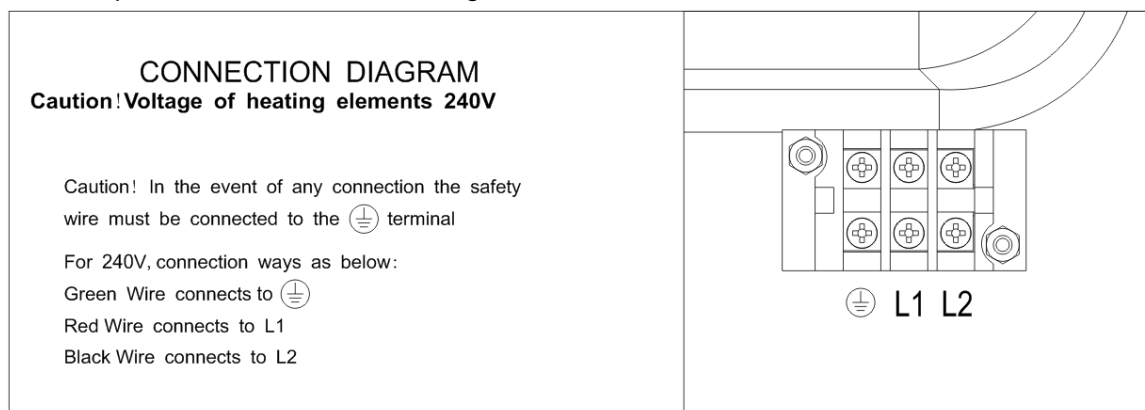 CONNECTION DIAGRAM
Caution!Voltage of heating elements 240V
Caution! In the event of any connection the safety
wire must be connected to the ⏚ terminal
For 240V, connection ways as below:
Green Wire connects to ⏚
Red Wire connects to L1
Black Wire connects to L2
⏚ L1 L2